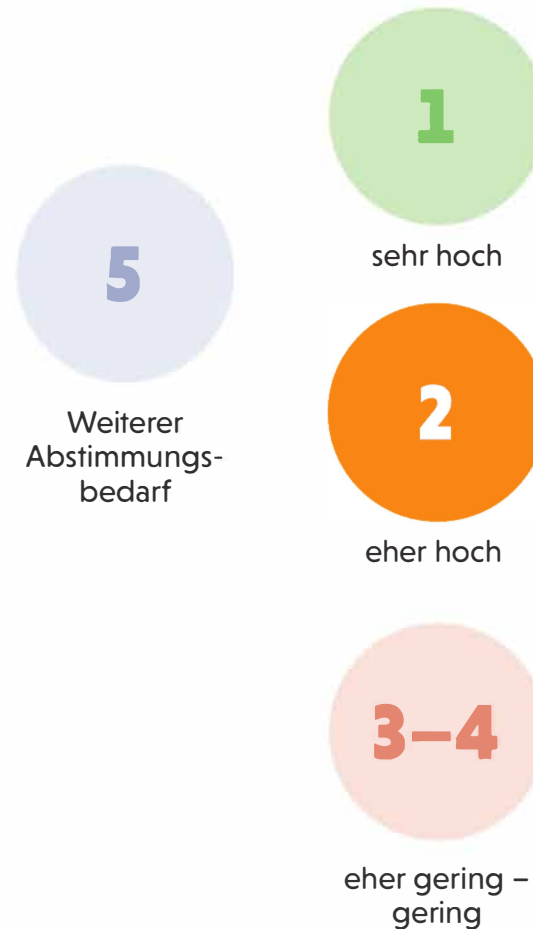 1
sehr hoch
5
Weiterer
Abstimmungs-
bedarf
2
eher hoch
3–4
eher gering –
gering